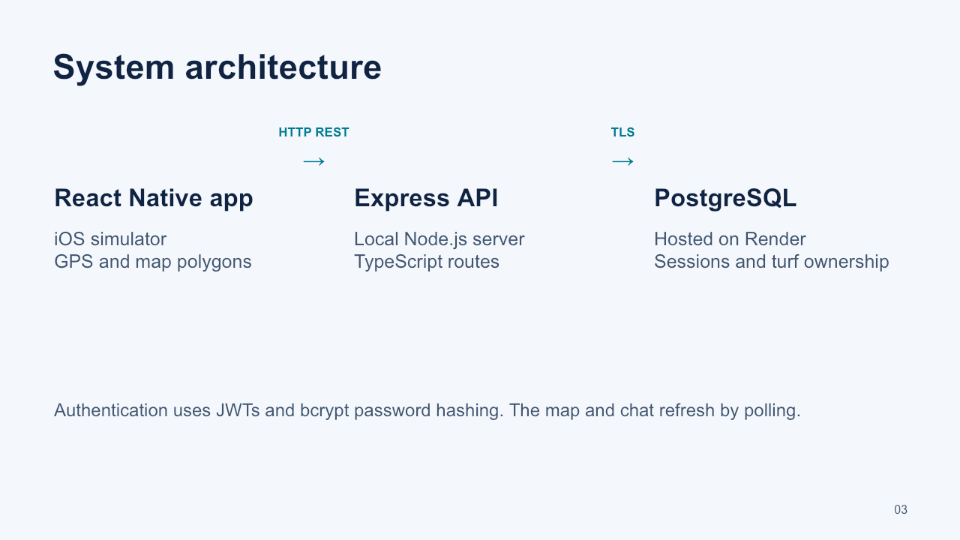 System architecture
HTTP REST
→
TLS
→
React Native app
iOS simulator
GPS and map polygons
Express API
Local Node.js server
TypeScript routes
PostgreSQL
Hosted on Render
Sessions and turf ownership
Authentication uses JWTs and bcrypt password hashing. The map and chat refresh by polling.
03